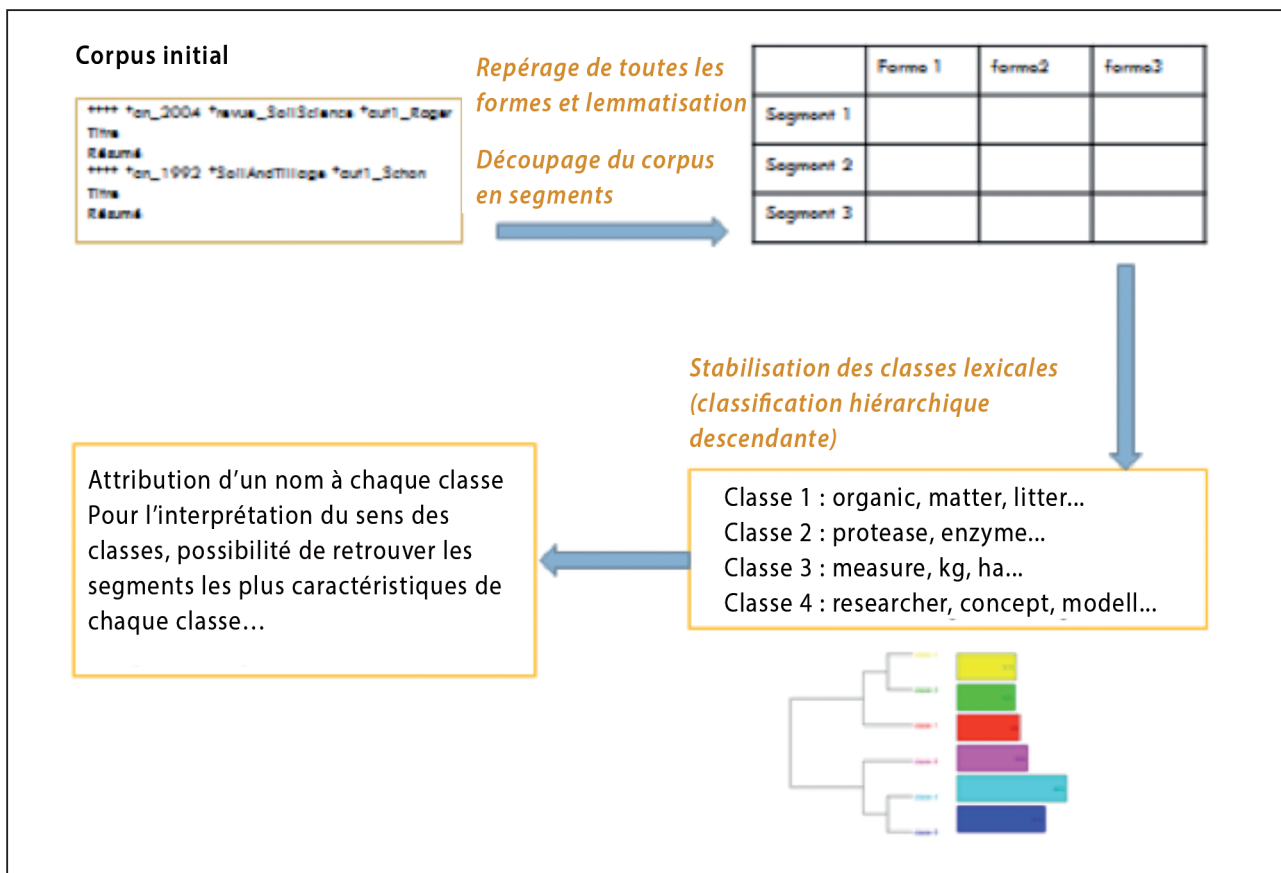 Corpus initial
**** *an_2004 *revue_SoilScience *aut1_Roger
Titre
Résumé
**** *an_1992 *SoilAndTillage *aut1_Schon
Titre
Résumé
Repérage de toutes les
formes et lemmatisation
Découpage du corpus
en segments
Forme 1 forme2 forme3
Segment 1
Segment 2
Segment 3
Stabilisation des classes lexicales
(classification hiérarchique
descendante)
Classe 1 : organic, matter, litter...
Classe 2 : protease, enzyme...
Classe 3 : measure, kg, ha...
Classe 4 : researcher, concept, modell...
Attribution d’un nom à chaque classe
Pour l’interprétation du sens des
classes, possibilité de retrouver les
segments les plus caractéristiques de
chaque classe…